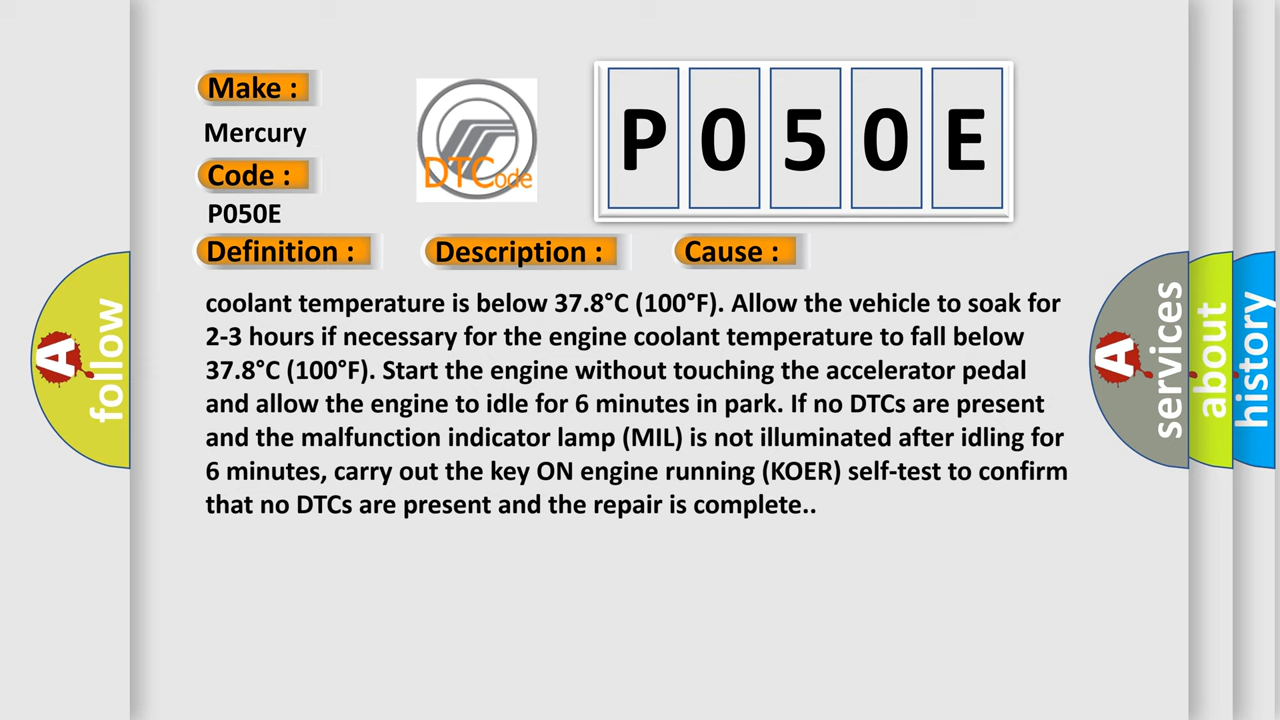 Make :
Mercury
Code :
P050E
DTCode
P050E
Definition :
Description :
Cause :
coolant temperature is below 37.8°C (100°F). Allow the vehicle to soak for
2-3 hours if necessary for the engine coolant temperature to fall below
37.8°C (100°F). Start the engine without touching the accelerator pedal
and allow the engine to idle for 6 minutes in park. If no DTCs are present
and the malfunction indicator lamp (MIL) is not illuminated after idling for
6 minutes, carry out the key ON engine running (KOER) self-test to confirm
that no DTCs are present and the repair is complete..
A follow
A services
about
history